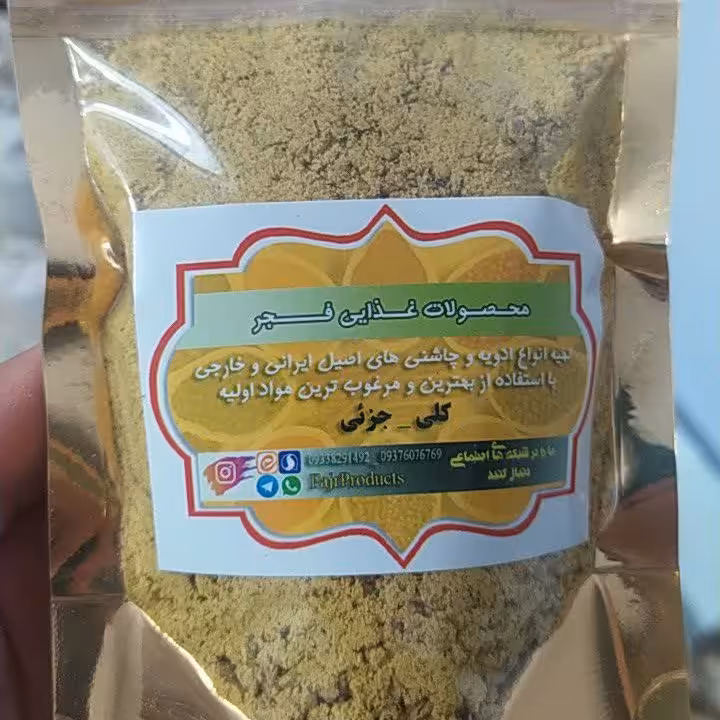 محصولات غذایی فجر
تهیه انواع ادویه و چاشنی های اصیل ایرانی و خارجی
با استفاده از بهترین و مرغوب ترین مواد اولیه
کلی _ جزئی
ما را در شبکه های اجتماعی
دنبال کنید
09338291492 _ 09376076769
FajrProducts